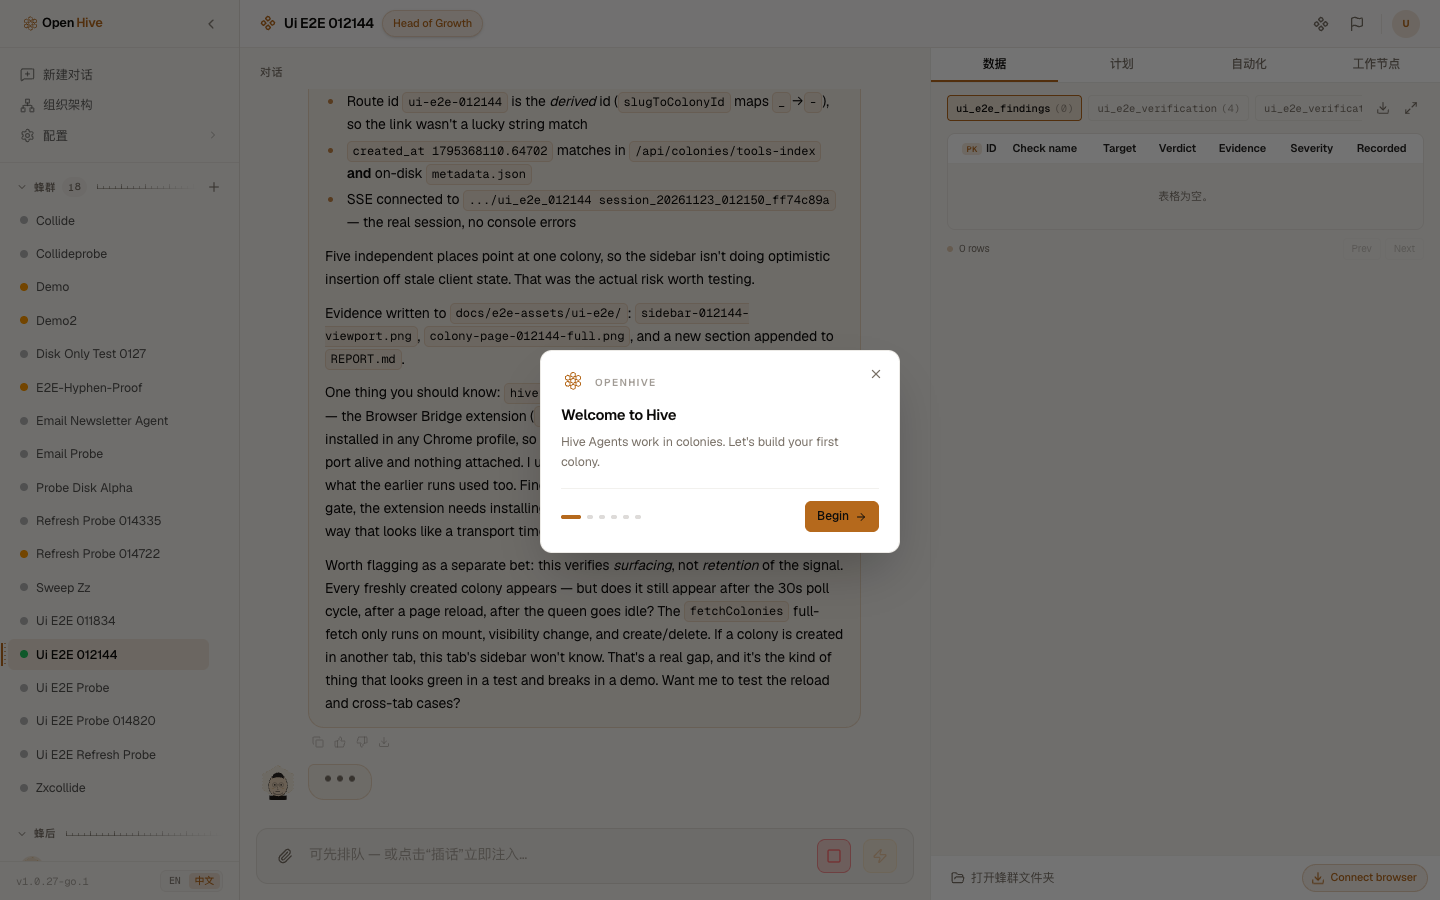 OpenHive
新建对话
组织架构
配置
蜂群 18
Collide
Collideprobe
Demo
Demo2
Disk Only Test 0127
E2E-Hyphen-Proof
Email Newsletter Agent
Email Probe
Probe Disk Alpha
Refresh Probe 014335
Refresh Probe 014722
Sweep Zz
Ui E2E 011834
Ui E2E 012144
Ui E2E Probe
Ui E2E Probe 014820
Ui E2E Refresh Probe
Zxcollide
蜂后
v1.0.27-go.1
EN 中文
Ui E2E 012144 Head of Growth
U
对话
Route id ui-e2e-012144 is the derived id (slugToColonyId maps _→-),
so the link wasn't a lucky string match
created_at 1795368110.64702 matches in /api/colonies/tools-index
and on-disk metadata.json
SSE connected to .../ui_e2e_012144 session_20261123_012150_ff74c89a
— the real session, no console errors
Five independent places point at one colony, so the sidebar isn't doing optimistic
insertion off stale client state. That was the actual risk worth testing.
Evidence written to docs/e2e-assets/ui-e2e/: sidebar-012144-
viewport.png, colony-page-012144-full.png, and a new section appended to
REPORT.md.
One thing you should know: hive
— the Browser Bridge extension (
installed in any Chrome profile, so
port alive and nothing attached. I u
what the earlier runs used too. Fin
gate, the extension needs installin
way that looks like a transport tim
Worth flagging as a separate bet: this verifies surfacing, not retention of the signal.
Every freshly created colony appears — but does it still appear after the 30s poll
cycle, after a page reload, after the queen goes idle? The fetchColonies full-
fetch only runs on mount, visibility change, and create/delete. If a colony is created
in another tab, this tab's sidebar won't know. That's a real gap, and it's the kind of
thing that looks green in a test and breaks in a demo. Want me to test the reload
and cross-tab cases?
可先排队 — 或点击“插话”立即注入...
OPENHIVE
Welcome to Hive
Hive Agents work in colonies. Let's build your first
colony.
Begin →
数据 计划 自动化 工作节点
ui_e2e_findings (0) ui_e2e_verification (4) ui_e2e_verificat
PK ID Check name Target Verdict Evidence Severity Recorded
表格为空。
0 rows Prev Next
打开蜂群文件夹 Connect browser